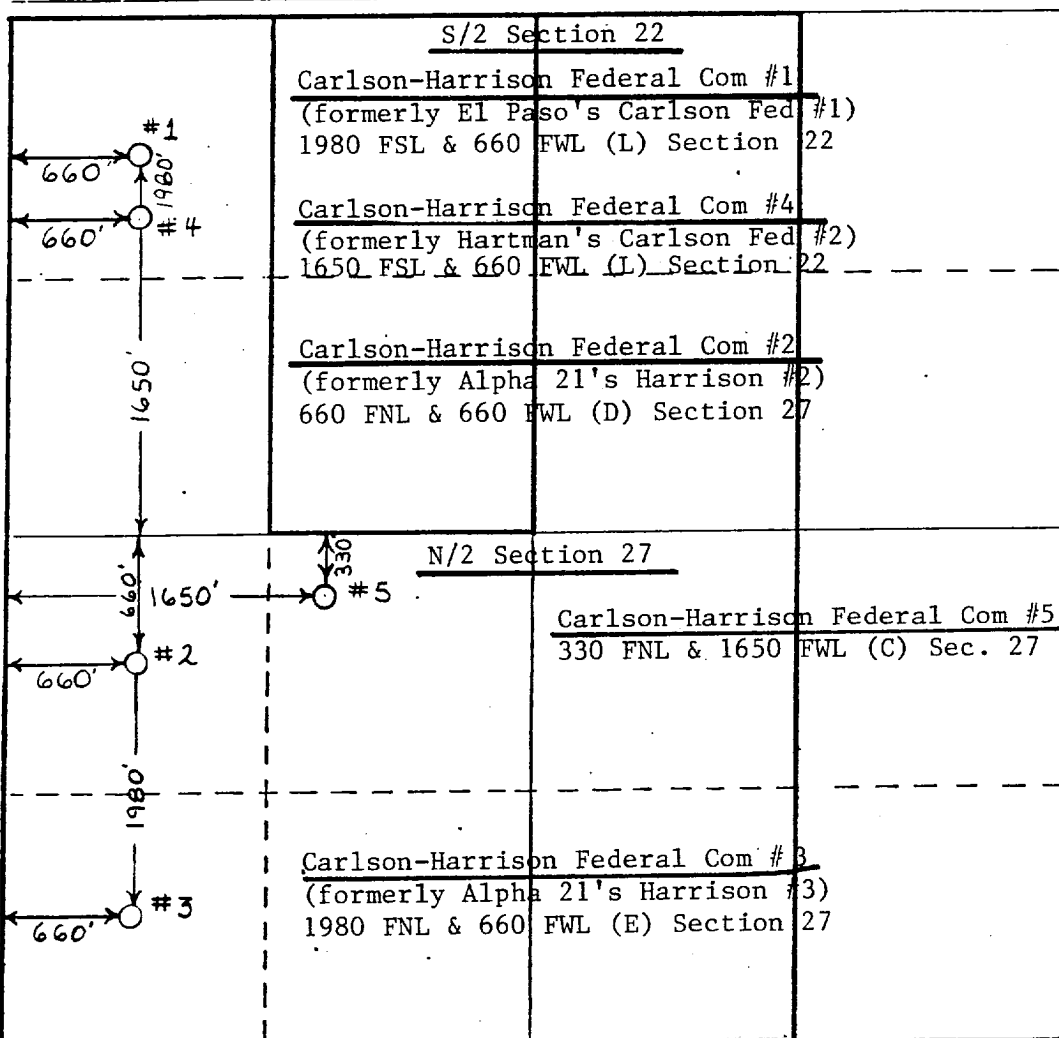 S/2 Section 22
Carlson-Harrison Federal Com #1
(formerly El Paso's Carlson Fed #1)
1980 FSL & 660 FWL (L) Section 22
#1
660'
1980'
Carlson-Harrison Federal Com #4
(formerly Hartman's Carlson Fed #2)
1650 FSL & 660 FWL (L) Section 22
660'
#4
Carlson-Harrison Federal Com #2
(formerly Alpha 21's Harrison #2)
660 FNL & 660 FWL (D) Section 27
1650'
N/2 Section 27
330'
660'
1650'
#5
Carlson-Harrison Federal Com #5
330 FNL & 1650 FWL (C) Sec. 27
#2
660'
1980'
Carlson-Harrison Federal Com #3
(formerly Alpha 21's Harrison #3)
1980 FNL & 660 FWL (E) Section 27
#3
660'